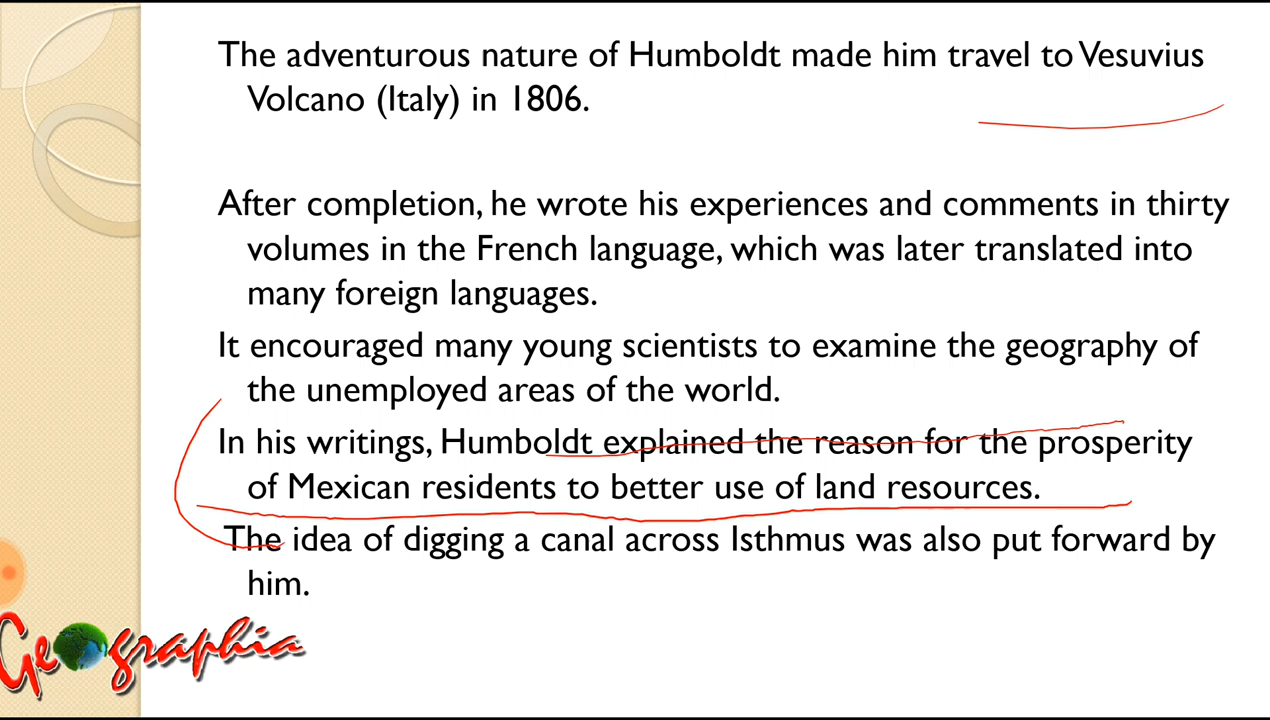 The adventurous nature of Humboldt made him travel to Vesuvius
Volcano (Italy) in 1806.
After completion, he wrote his experiences and comments in thirty
volumes in the French language, which was later translated into
many foreign languages.
It encouraged many young scientists to examine the geography of
the unemployed areas of the world.
In his writings, Humboldt explained the reason for the prosperity
of Mexican residents to better use of land resources.
The idea of digging a canal across Isthmus was also put forward by
him.
Geographia